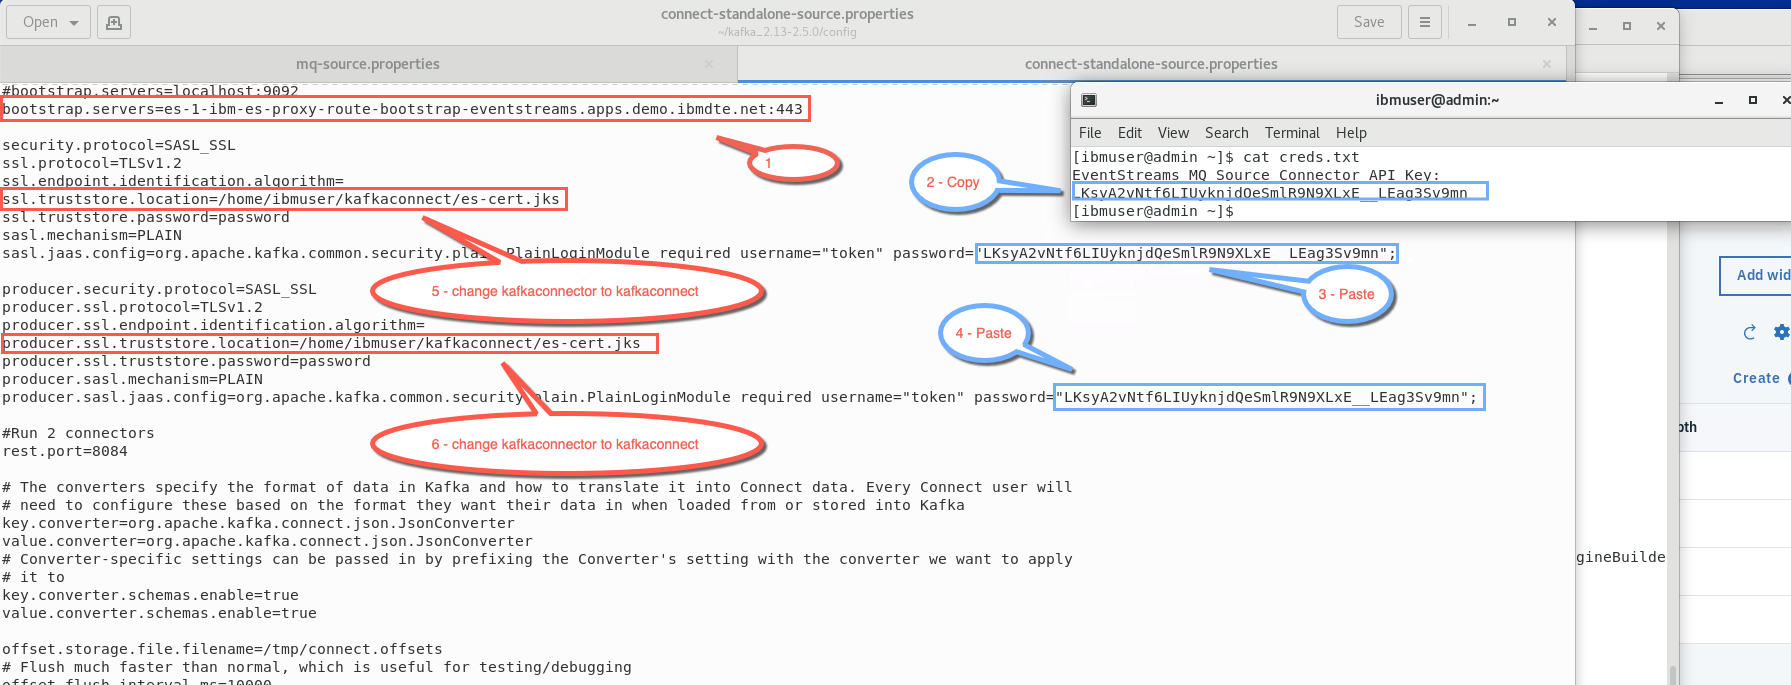 Open
connect-standalone-source.properties
~/kafka_2.13-2.5.0/config
Save
mq-source.properties
connect-standalone-source.properties
#bootstrap.servers=localhost:9092
bootstrap.servers=es-1-ibm-es-proxy-route-bootstrap-eventstreams.apps.demo.ibmdte.net:443
security.protocol=SASL_SSL
ssl.protocol=TLSv1.2
ssl.endpoint.identification.algorithm=
ssl.truststore.location=/home/ibmuser/kafkaconnect/es-cert.jks
ssl.truststore.password=password
sasl.mechanism=PLAIN
sasl.jaas.config=org.apache.kafka.common.security.plain.PlainLoginModule required username="token" password="LKsyA2vNtf6LIUyknjdQeSmlR9N9XLxE__LEag3Sv9mn";
producer.security.protocol=SASL_SSL
producer.ssl.protocol=TLSv1.2
producer.ssl.endpoint.identification.algorithm=
producer.ssl.truststore.location=/home/ibmuser/kafkaconnect/es-cert.jks
producer.ssl.truststore.password=password
producer.sasl.mechanism=PLAIN
producer.sasl.jaas.config=org.apache.kafka.common.security.plain.PlainLoginModule required username="token" password="LKsyA2vNtf6LIUyknjdQeSmlR9N9XLxE__LEag3Sv9mn";
#Run 2 connectors
rest.port=8084
# The converters specify the format of data in Kafka and how to translate it into Connect data. Every Connect user will
# need to configure these based on the format they want their data in when loaded from or stored into Kafka
key.converter=org.apache.kafka.connect.json.JsonConverter
value.converter=org.apache.kafka.connect.json.JsonConverter
# Converter-specific settings can be passed in by prefixing the Converter's setting with the converter we want to apply
# it to
key.converter.schemas.enable=true
value.converter.schemas.enable=true
offset.storage.file.filename=/tmp/connect.offsets
# Flush much faster than normal, which is useful for testing/debugging
offset.flush.interval.ms=10000
1
2 - Copy
3 - Paste
4 - Paste
5 - change kafkaconnector to kafkaconnect
6 - change kafkaconnector to kafkaconnect
ibmuser@admin:~
File Edit View Search Terminal Help
[ibmuser@admin ~]$ cat creds.txt
EventStreams MQ Source Connector API Key:
KsyA2vNtf6LIUyknjdQeSmlR9N9XLxE__LEag3Sv9mn
[ibmuser@admin ~]$
Add wid
Create
pth
gineBuilde